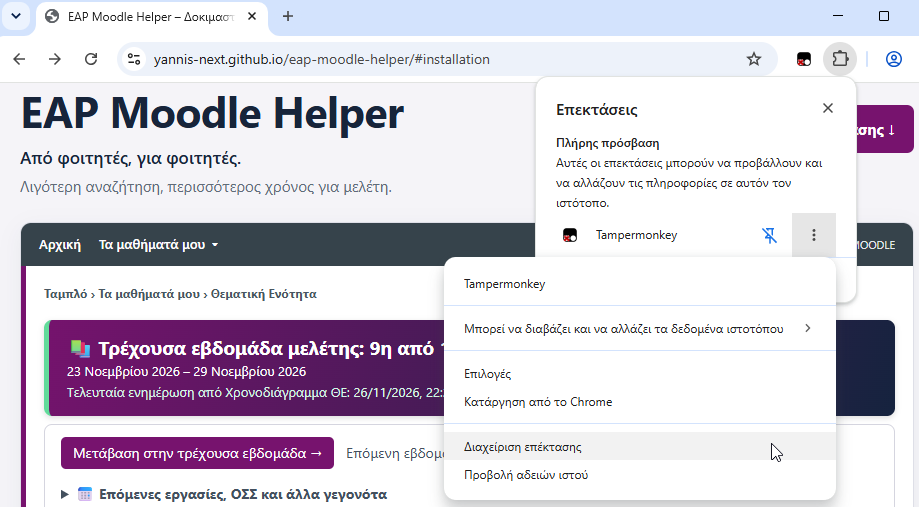 EAP Moodle Helper – Δοκιμαστ
yannis-next.github.io/eap-moodle-helper/#installation
EAP Moodle Helper
Από φοιτητές, για φοιτητές.
Λιγότερη αναζήτηση, περισσότερος χρόνος για μελέτη.
σης ↓
Επεκτάσεις
Πλήρης πρόσβαση
Αυτές οι επεκτάσεις μπορούν να προβάλλουν και
να αλλάζουν τις πληροφορίες σε αυτόν τον
ιστότοπο.
Tampermonkey
Αρχική Τα μαθήματά μου
MOODLE
Tampermonkey
Μπορεί να διαβάζει και να αλλάζει τα δεδομένα ιστοτόπου
Επιλογές
Κατάργηση από το Chrome
Διαχείριση επέκτασης
Προβολή αδειών ιστού
Ταμπλό › Τα μαθήματά μου › Θεματική Ενότητα
Τρέχουσα εβδομάδα μελέτης: 9η από
23 Νοεμβρίου 2026 – 29 Νοεμβρίου 2026
Τελευταία ενημέρωση από Χρονοδιάγραμμα ΘΕ: 26/11/2026, 22:
Μετάβαση στην τρέχουσα εβδομάδα → Επόμενη εβδομ
Επόμενες εργασίες, ΟΣΣ και άλλα γεγονότα